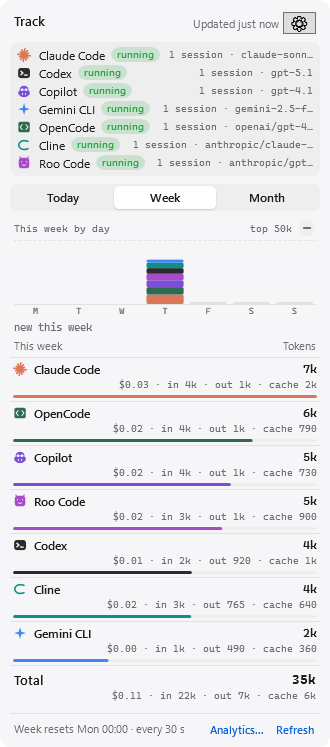 Track
Updated just now
Claude Code running 1 session · claude-sonn…
Codex running 1 session · gpt-5.1
Copilot running 1 session · gpt-4.1
Gemini CLI running 1 session · gemini-2.5-f…
OpenCode running 1 session · openai/gpt-4…
Cline running 1 session · anthropic/claude-…
Roo Code running 1 session · anthropic/gpt…
Today Week Month
This week by day top 50k
M T W T F S S
new this week
This week Tokens
Claude Code 7k
$0.03 · in 4k · out 1k · cache 2k
OpenCode 6k
$0.02 · in 4k · out 1k · cache 790
Copilot 5k
$0.02 · in 4k · out 1k · cache 730
Roo Code 5k
$0.02 · in 3k · out 1k · cache 900
Codex 4k
$0.01 · in 2k · out 920 · cache 1k
Cline 4k
$0.02 · in 3k · out 765 · cache 640
Gemini CLI 2k
$0.00 · in 1k · out 490 · cache 360
Total 35k
$0.11 · in 22k · out 7k · cache 6k
Week resets Mon 00:00 · every 30 s Analytics... Refresh